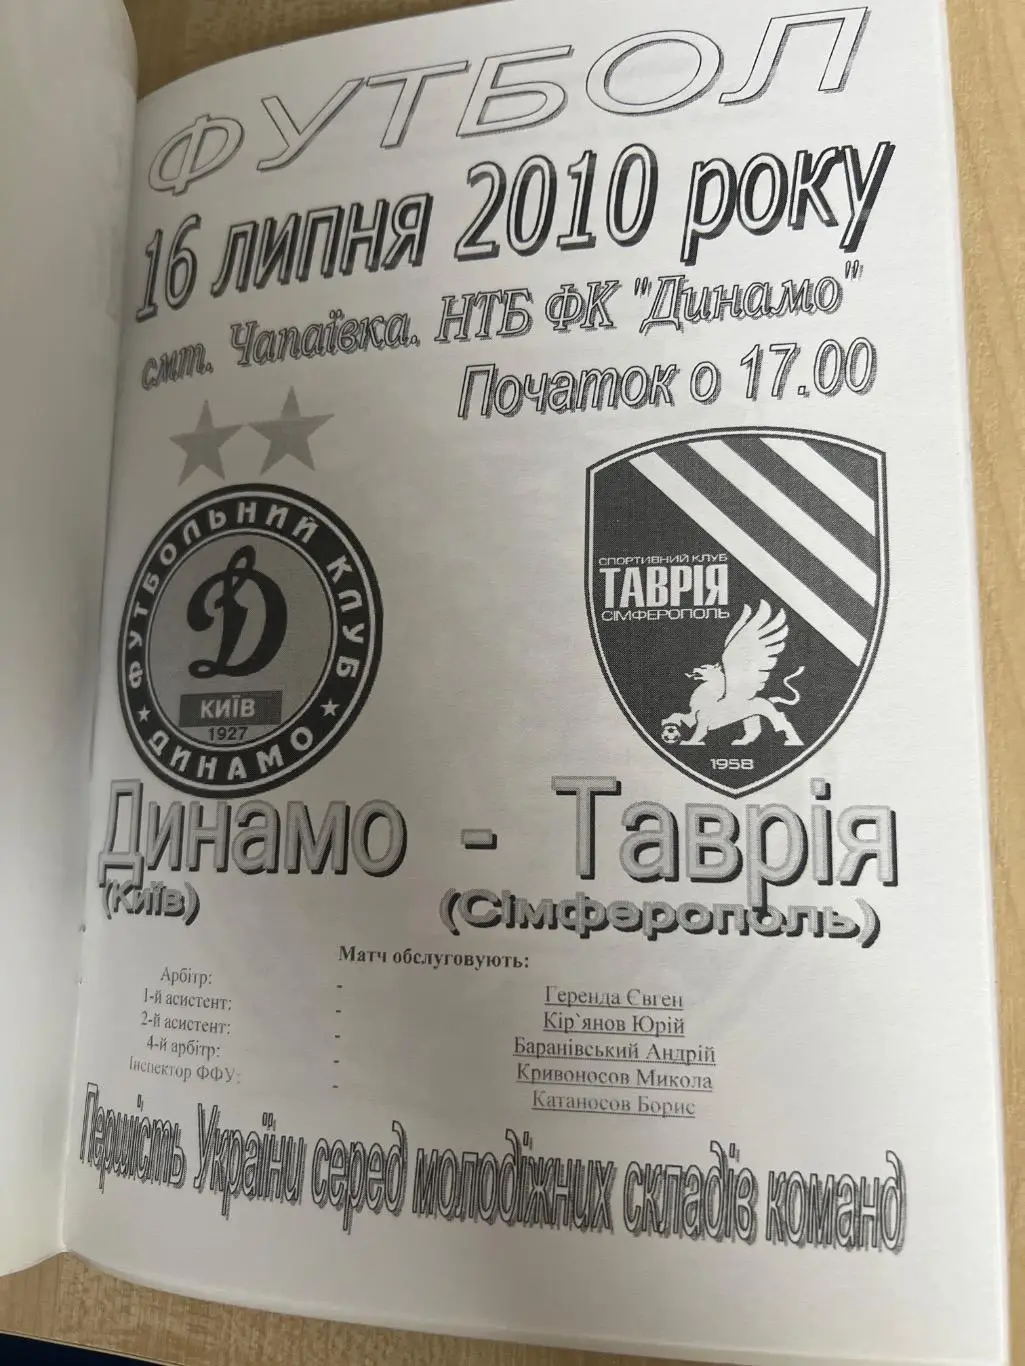 ФУТБОЛ
16 липня 2010 року
смт. Чапаївка. НТБ ФК "Динамо"
Початок о 17.00
ФУТБОЛЬНИЙ КЛУБ
Д
КИЇВ
1927
ДИНАМО
СПОРТИВНИЙ КЛУБ
ТАВРІЯ
СІМФЕРОПОЛЬ
1958
Динамо - Таврія
(Київ) (Сімферополь)
Матч обслуговують:
Арбітр: - Геренда Євген
1-й асистент: - Кір`янов Юрій
2-й асистент: - Баранівський Андрій
4-й арбітр: - Кривоносов Микола
Інспектор ФФУ: - Катаносов Борис
Першість України серед молодіжних складів команд